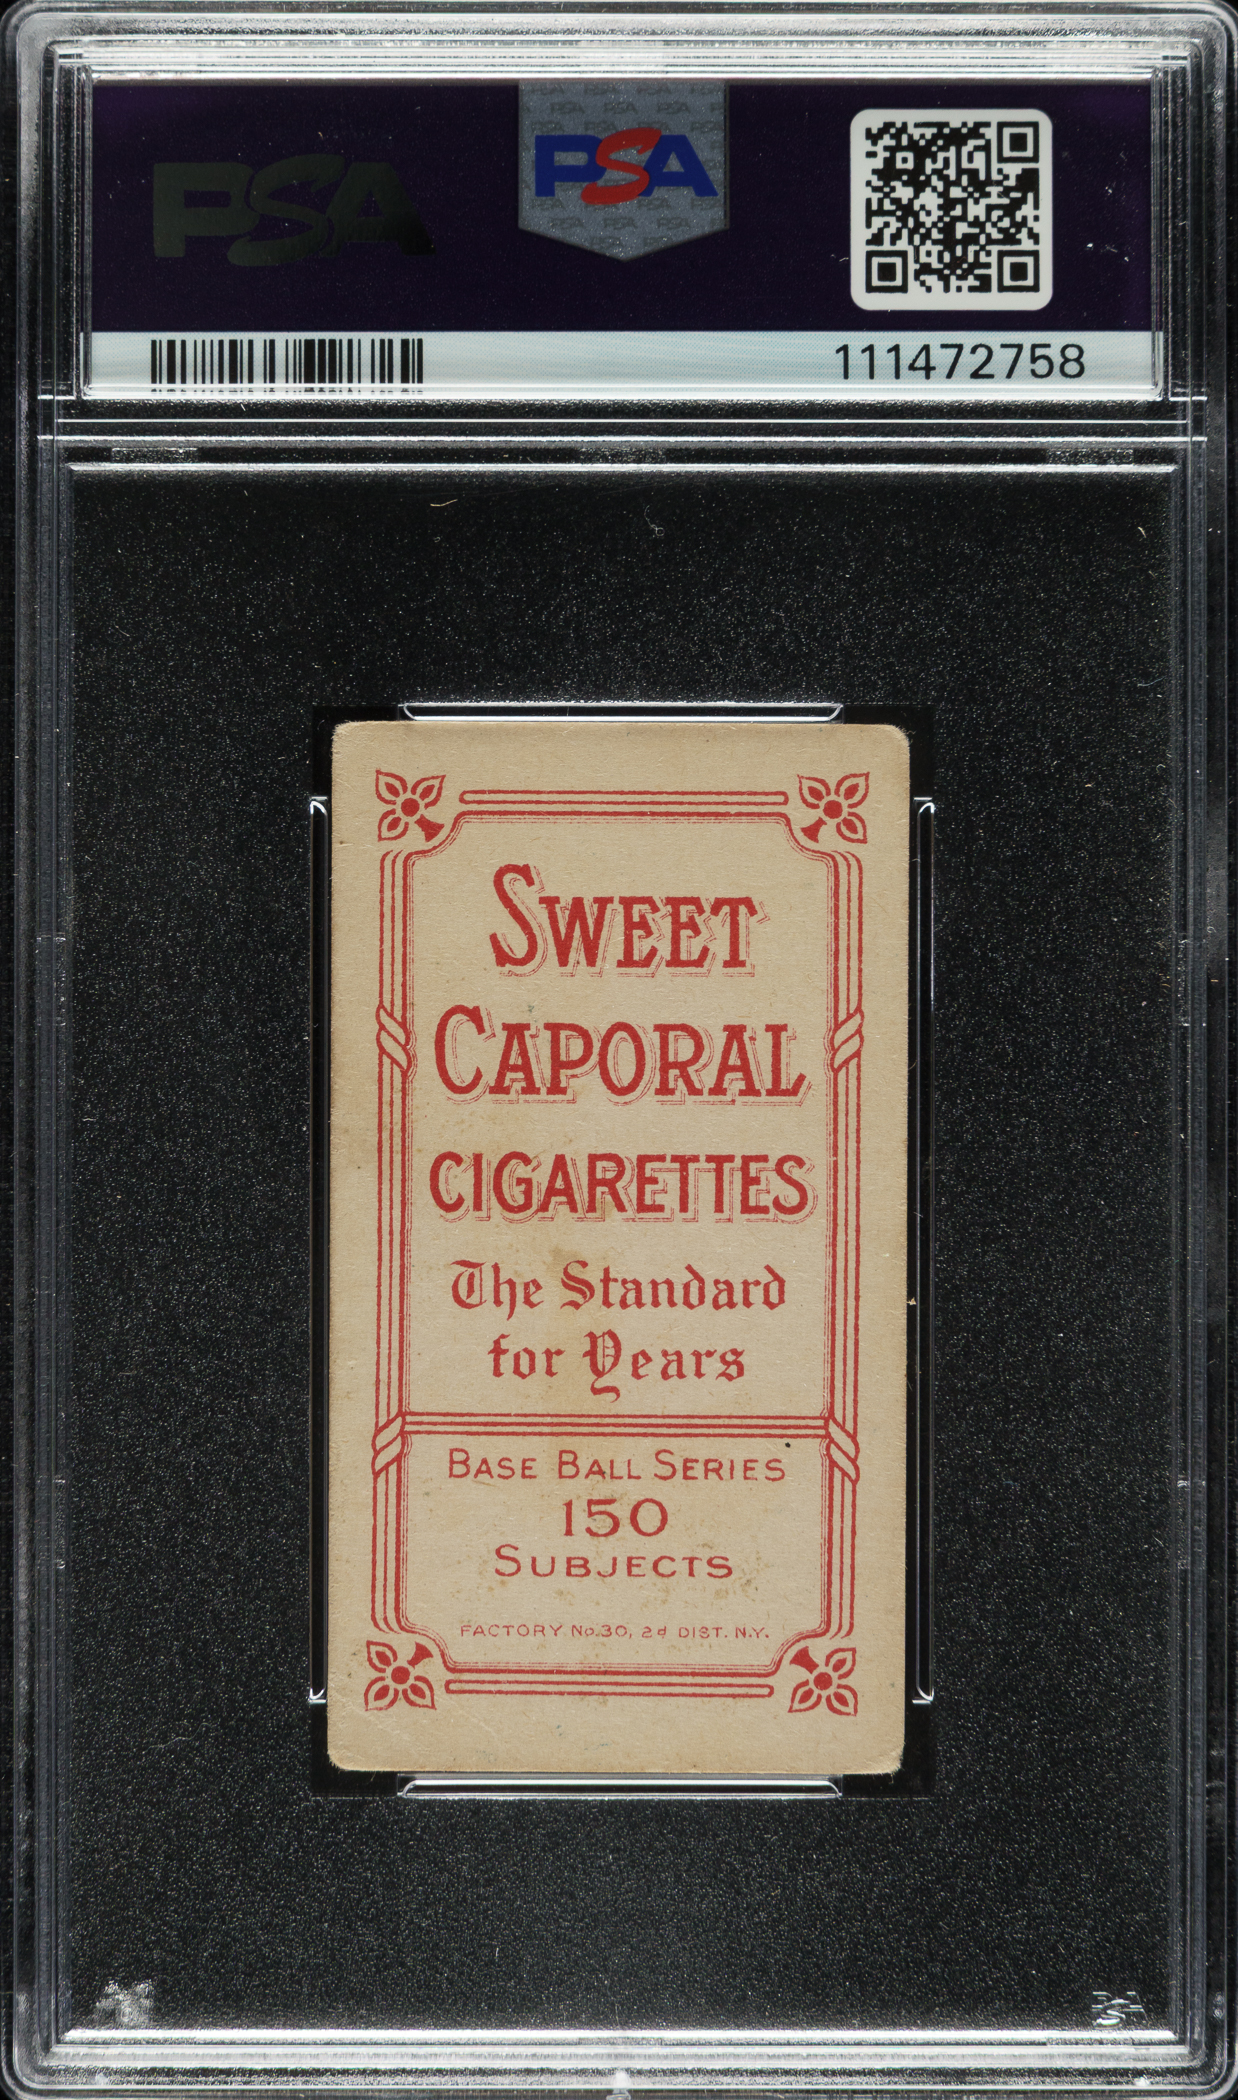 PSA
PSA
111472758
SWEET
CAPORAL
CIGARETTES
The Standard
for Years
BASE BALL SERIES
150
SUBJECTS
FACTORY No.30, 2d DIST. N.Y.
PSA